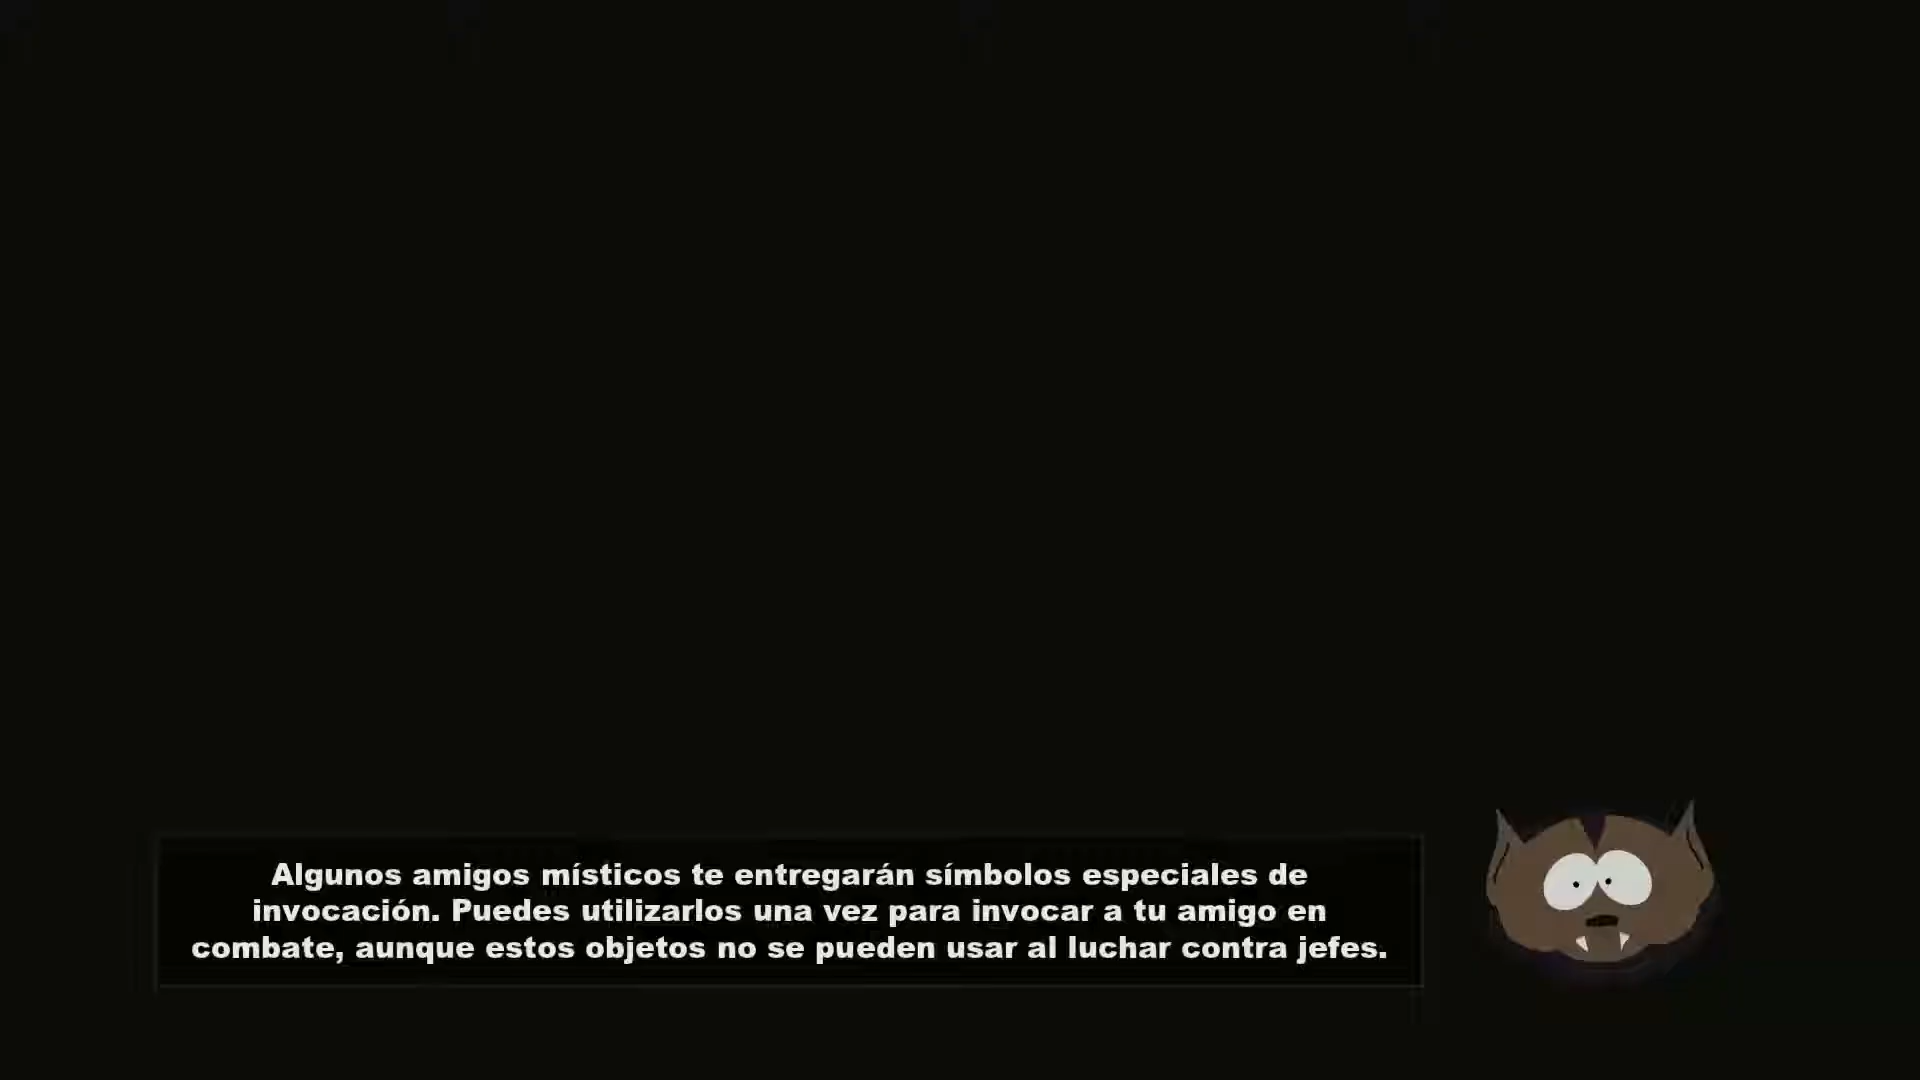 Algunos amigos místicos te entregarán símbolos especiales de
invocación. Puedes utilizarlos una vez para invocar a tu amigo en
combate, aunque estos objetos no se pueden usar al luchar contra jefes.